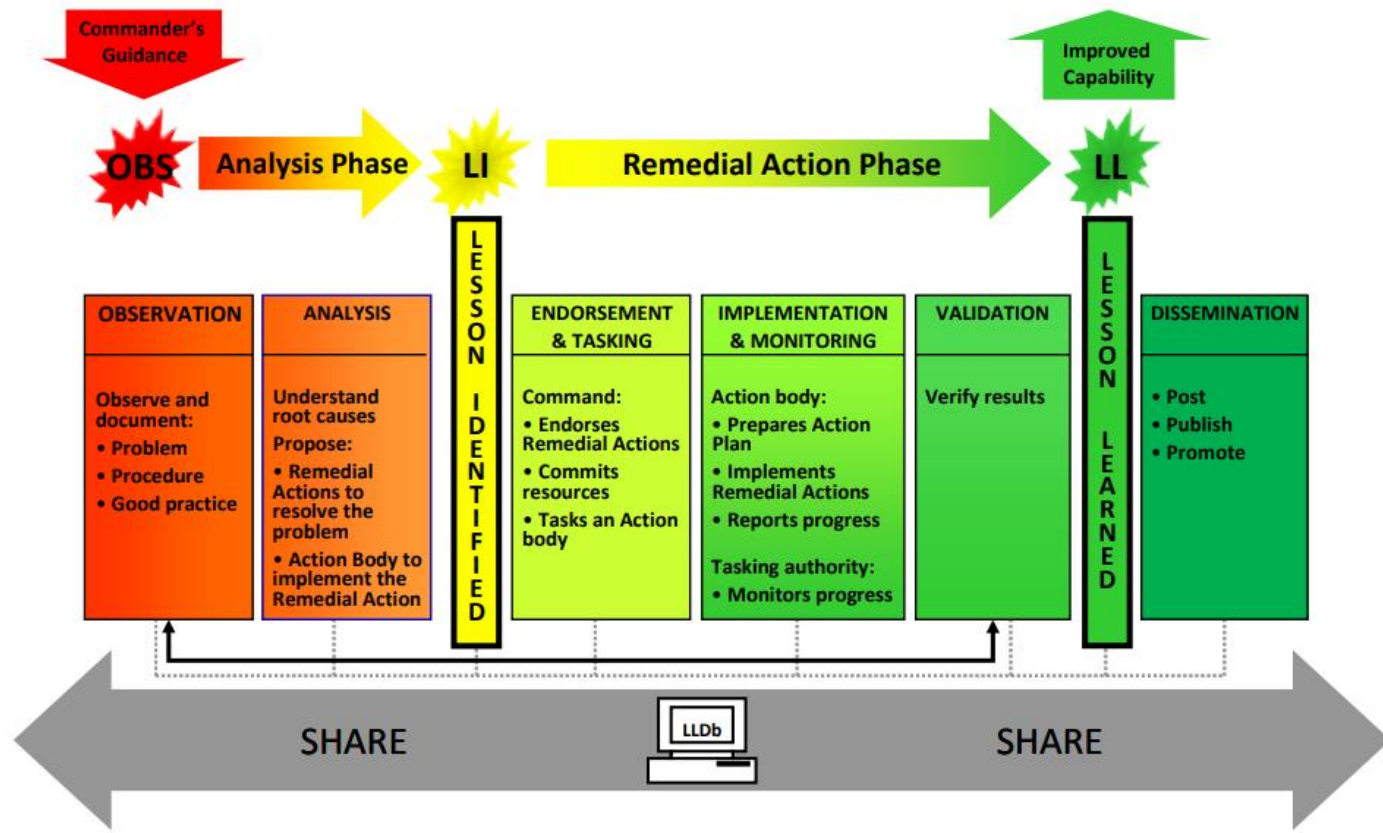 Commander's
Guidance
Improved
Capability
OBS
Analysis Phase
LI
Remedial Action Phase
LL
OBSERVATION
Observe and
document:
• Problem
• Procedure
• Good practice
ANALYSIS
Understand
root causes
Propose:
• Remedial
Actions to
resolve the
problem
• Action Body to
implement the
Remedial Action
LESSON IDENTIFIED
ENDORSEMENT
& TASKING
Command:
• Endorses
Remedial Actions
• Commits
resources
• Tasks an Action
body
IMPLEMENTATION
& MONITORING
Action body:
• Prepares Action
Plan
• Implements
Remedial Actions
• Reports progress
Tasking authority:
• Monitors progress
VALIDATION
Verify results
LESSON LEARNED
DISSEMINATION
• Post
• Publish
• Promote
SHARE
LLDb
SHARE